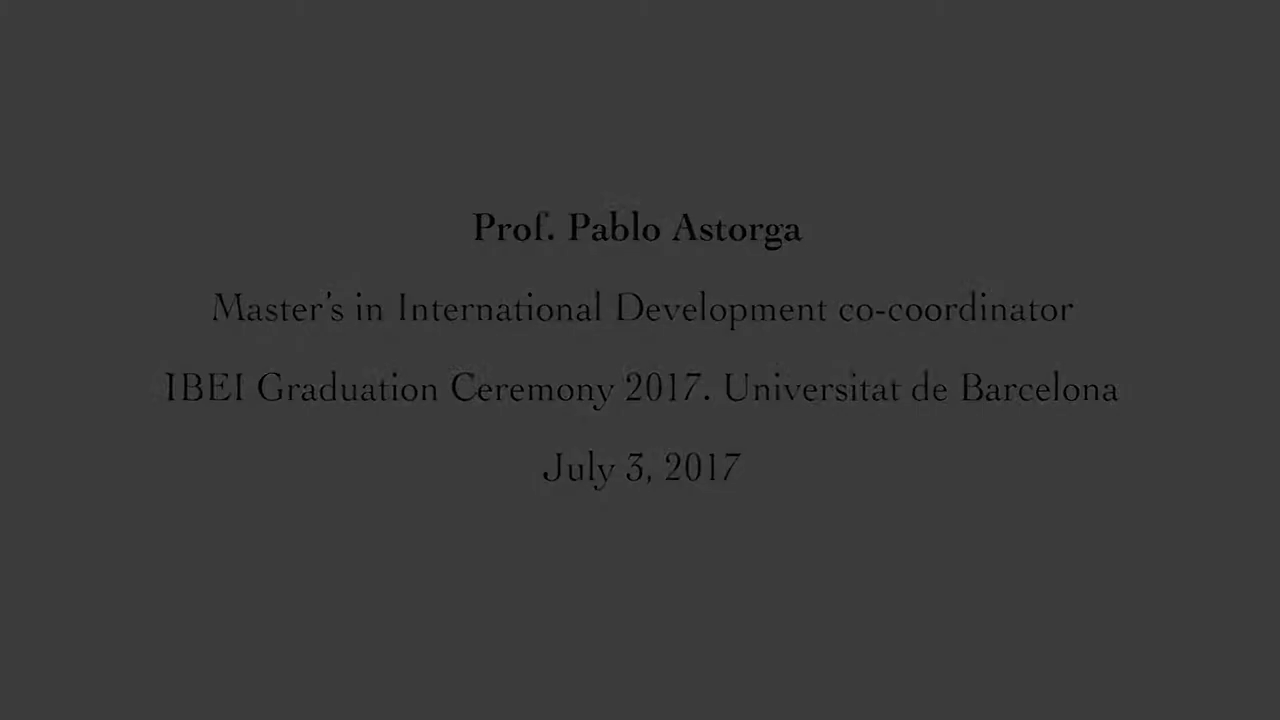 Prof. Pablo Astorga
Master's in International Development co-coordinator
IBEI Graduation Ceremony 2017. Universitat de Barcelona
July 3, 2017